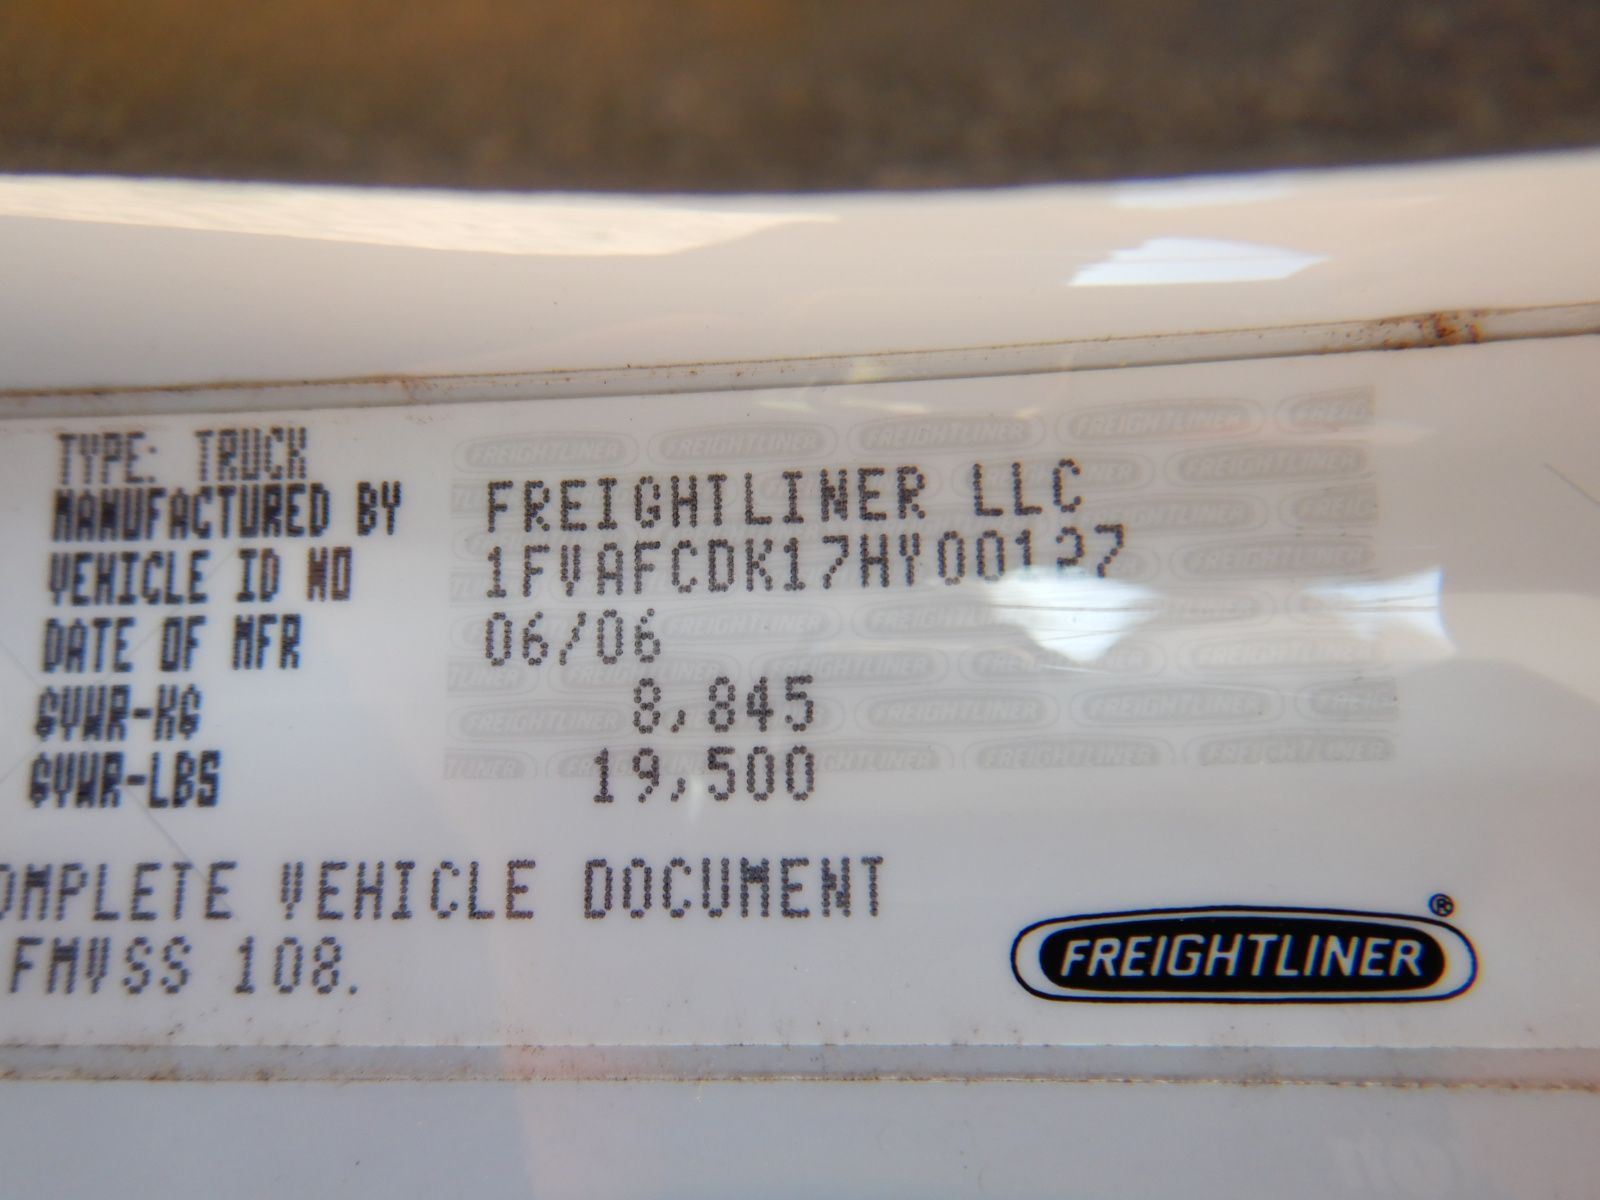 TYPE: TRUCK
MANUFACTURED BY FREIGHTLINER LLC
VEHICLE ID NO 1FVAFCDK17HY00127
DATE OF MFR 06/06
GVWR-KG 8,845
GVWR-LBS 19,500
OMPLETE VEHICLE DOCUMENT
FMVSS 108.
FREIGHTLINER®